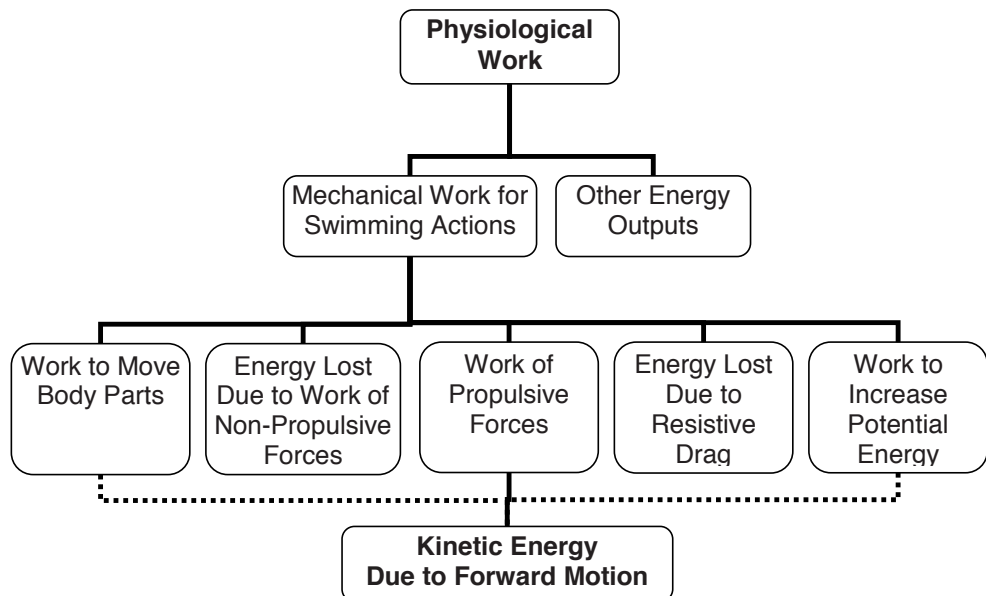 Physiological
Work
Mechanical Work for
Swimming Actions
Other Energy
Outputs
Work to Move
Body Parts
Energy Lost
Due to Work of
Non-Propulsive
Forces
Work of
Propulsive
Forces
Energy Lost
Due to
Resistive
Drag
Work to
Increase
Potential
Energy
Kinetic Energy
Due to Forward Motion